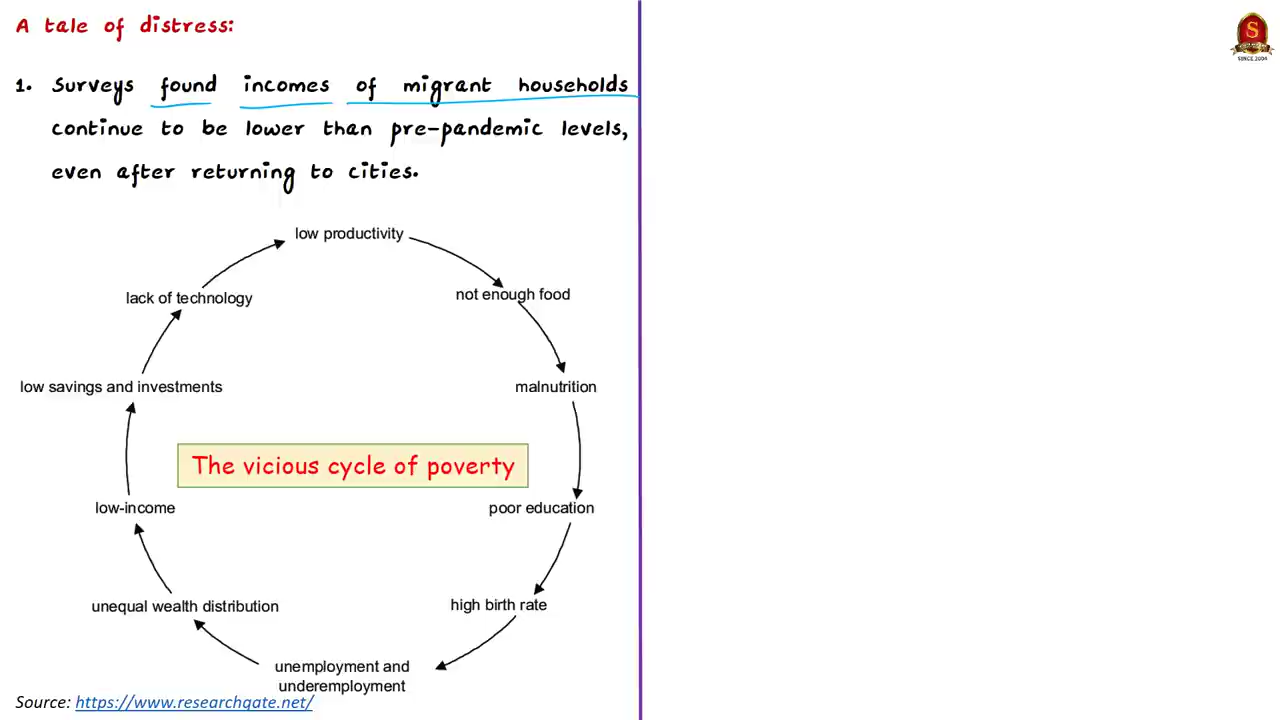 A tale of distress:
1. Surveys found incomes of migrant households
continue to be lower than pre-pandemic levels,
even after returning to cities.
low productivity
not enough food
malnutrition
poor education
high birth rate
unemployment and
underemployment
unequal wealth distribution
low-income
low savings and investments
lack of technology
The vicious cycle of poverty
Source: https://www.researchgate.net/
S
SINCE 2004